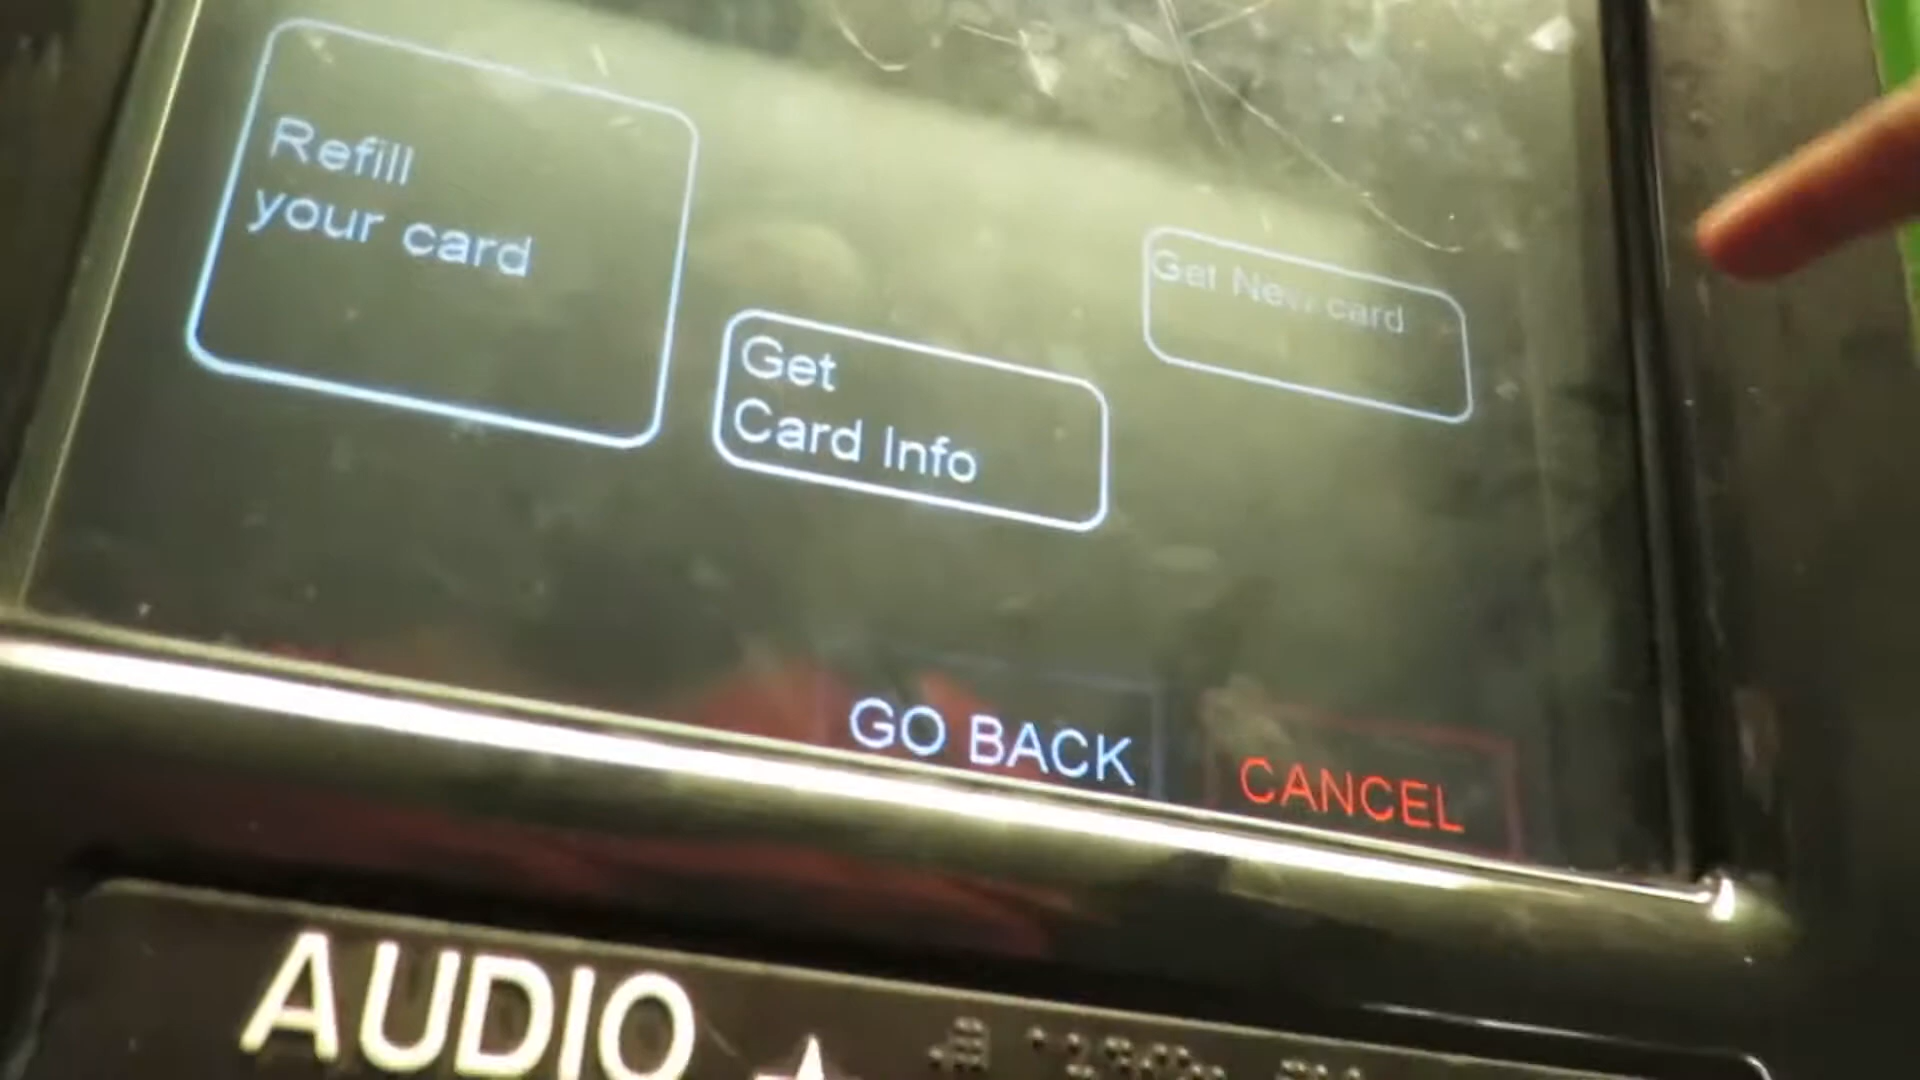 Refill
your card
Get
Card Info
Get New card
GO BACK
CANCEL
AUDIO